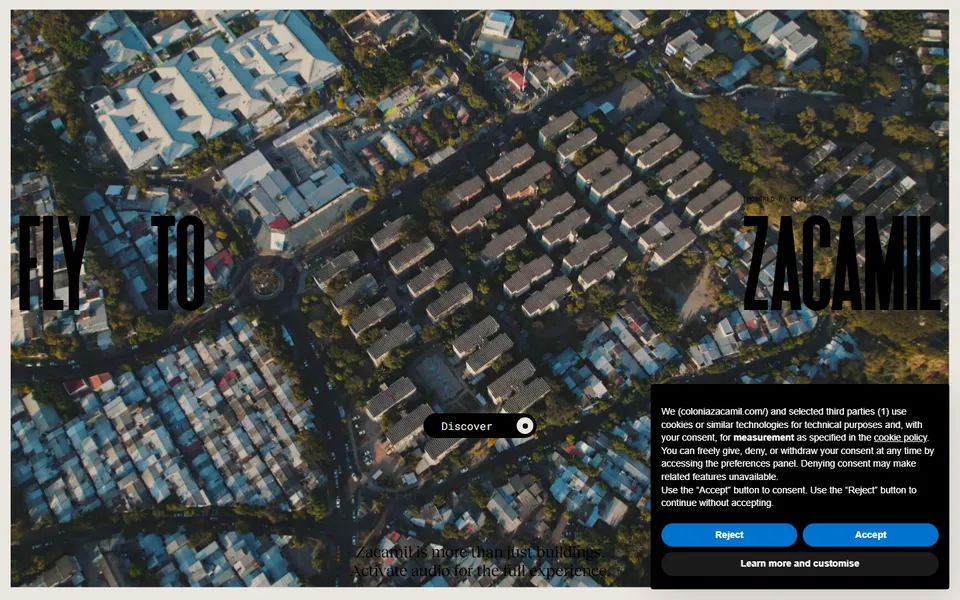 FLY TO ZACAMIL
Discover
Zacamil is more than just buildings.
Activate audio for the full experience.
We (coloniazacamil.com/) and selected third parties (1) use
cookies or similar technologies for technical purposes and, with
your consent, for measurement as specified in the cookie policy.
You can freely give, deny, or withdraw your consent at any time by
accessing the preferences panel. Denying consent may make
related features unavailable.
Use the “Accept” button to consent. Use the “Reject” button to
continue without accepting.
Reject
Accept
Learn more and customise